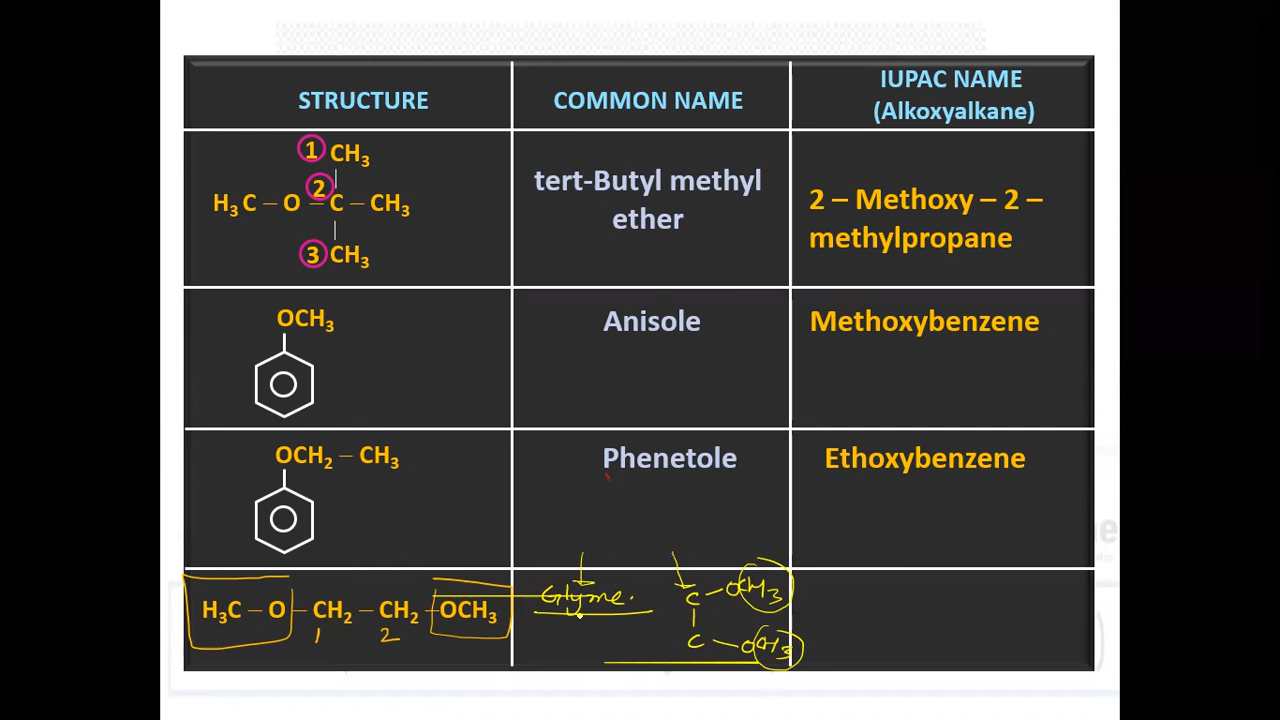 STRUCTURE
COMMON NAME
IUPAC NAME
(Alkoxyalkane)
1 CH3
2
H3C – O – C – CH3
3 CH3
tert-Butyl methyl
ether
2 – Methoxy – 2 –
methylpropane
OCH3
Anisole
Methoxybenzene
OCH2 – CH3
Phenetole
Ethoxybenzene
H3C – O – CH2 – CH2 – OCH3
1 2
Glyme.
C – OCH3
C – OCH3